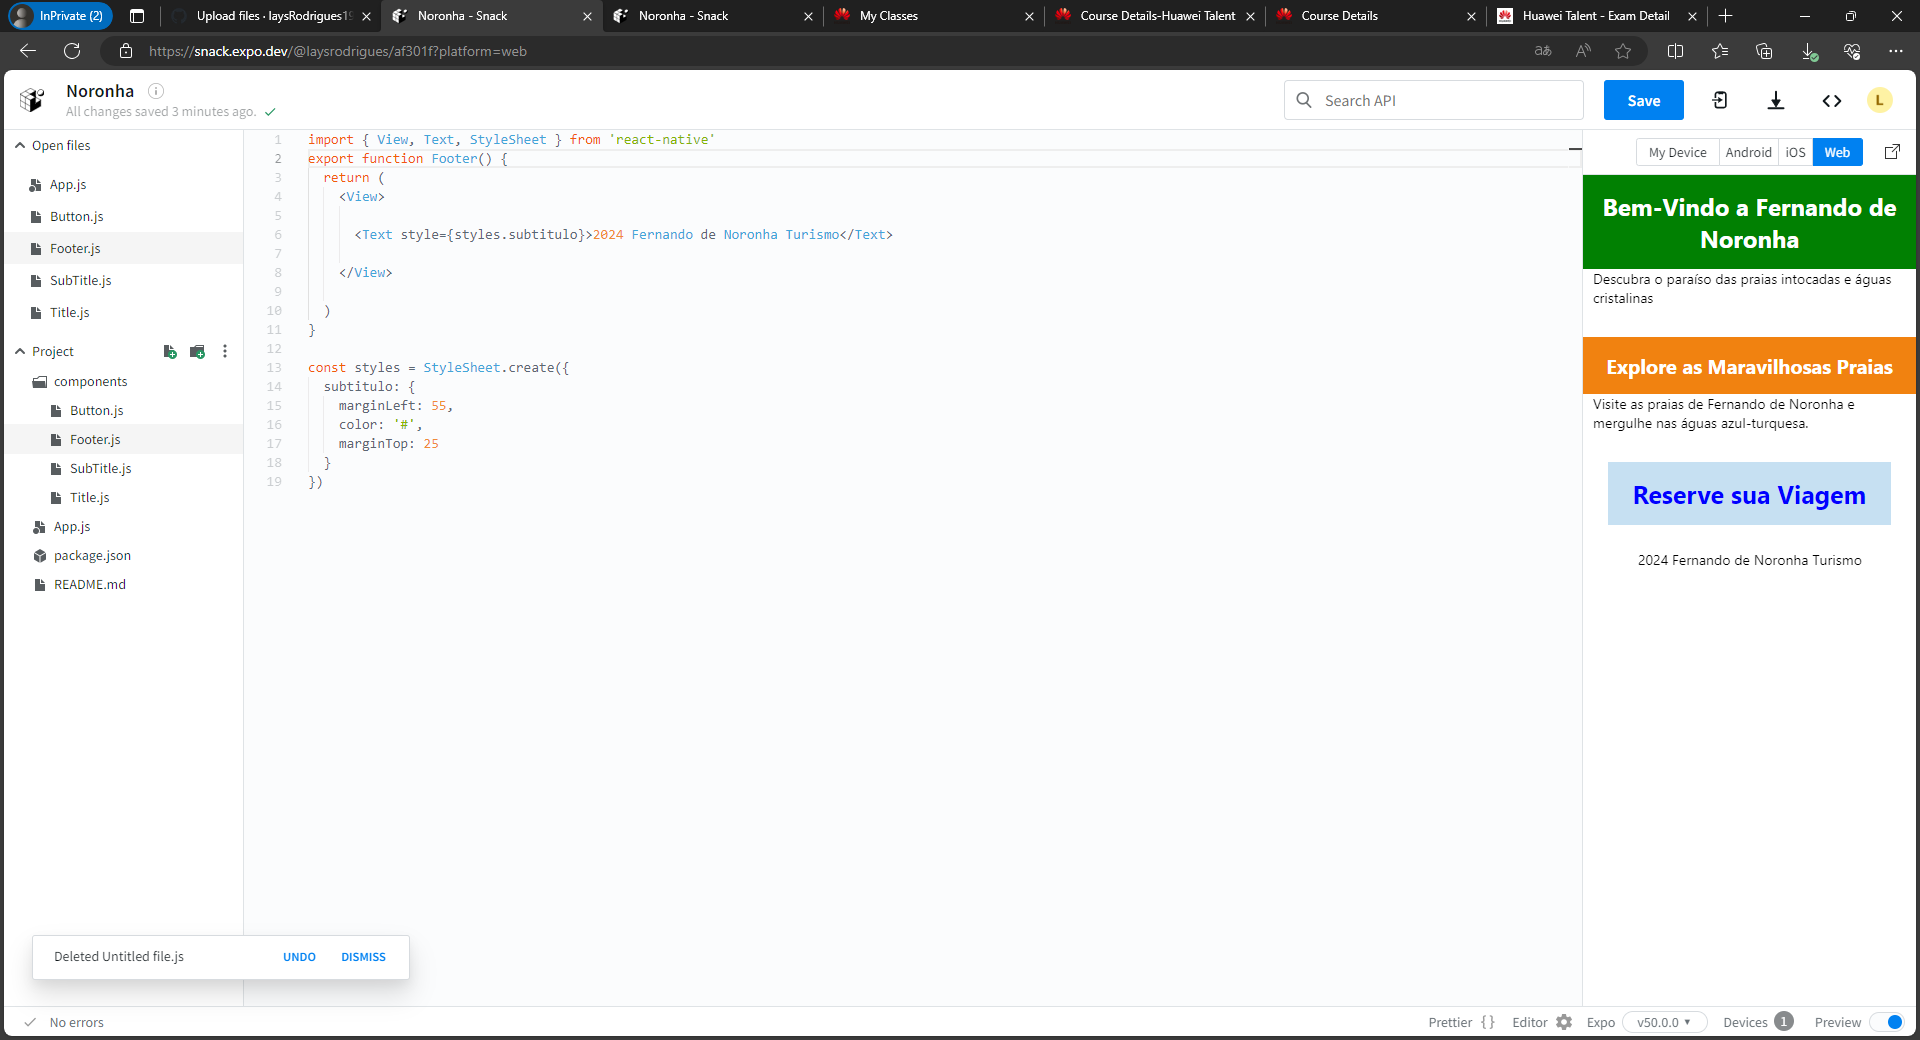 InPrivate (2)
Upload files · laysRodrigues19
Noronha - Snack
Noronha - Snack
My Classes
Course Details-Huawei Talent
Course Details
Huawei Talent - Exam Detail
https://snack.expo.dev/@laysrodrigues/af301f?platform=web
Noronha
All changes saved 3 minutes ago.
Search API
Save
L
Open files
App.js
Button.js
Footer.js
SubTitle.js
Title.js
Project
components
Button.js
Footer.js
SubTitle.js
Title.js
App.js
package.json
README.md
1 import { View, Text, StyleSheet } from 'react-native'
2 export function Footer() {
3 return (
4 <View>
5
6 <Text style={styles.subtitulo}>2024 Fernando de Noronha Turismo</Text>
7
8 </View>
9
10 )
11 }
12
13 const styles = StyleSheet.create({
14 subtitulo: {
15 marginLeft: 55,
16 color: '#',
17 marginTop: 25
18 }
19 })
My Device
Android
iOS
Web
Bem-Vindo a Fernando de
Noronha
Descubra o paraíso das praias intocadas e águas
cristalinas
Explore as Maravilhosas Praias
Visite as praias de Fernando de Noronha e
mergulhe nas águas azul-turquesa.
Reserve sua Viagem
2024 Fernando de Noronha Turismo
Deleted Untitled file.js
UNDO
DISMISS
No errors
Prettier { }
Editor
Expo
v50.0.0
Devices 1
Preview